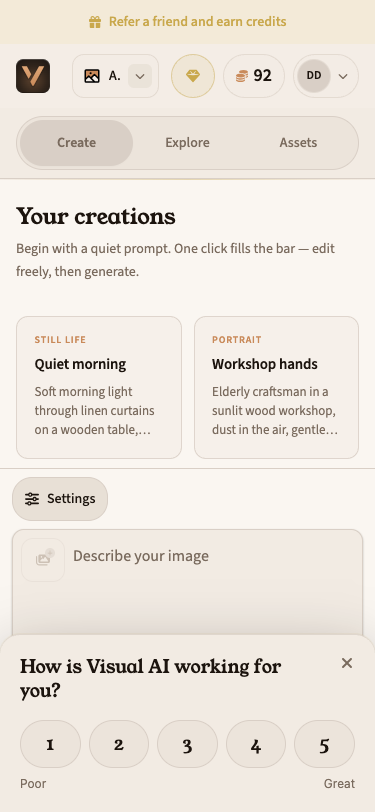 Refer a friend and earn credits
A.
92
DD
Create
Explore
Assets
Your creations
Begin with a quiet prompt. One click fills the bar — edit
freely, then generate.
STILL LIFE
Quiet morning
Soft morning light
through linen curtains
on a wooden table,...
PORTRAIT
Workshop hands
Elderly craftsman in a
sunlit wood workshop,
dust in the air, gentle...
Settings
Describe your image
How is Visual AI working for
you?
1
2
3
4
5
Poor
Great